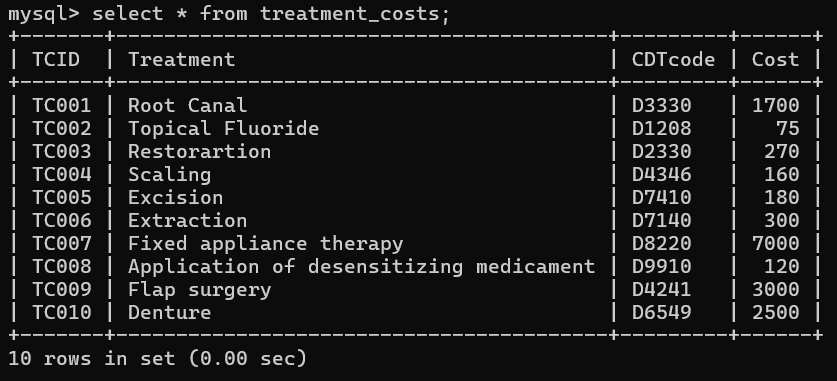 mysql> select * from treatment_costs;
+-------+-----------------------------------------+---------+------+
| TCID  | Treatment                               | CDTcode | Cost |
+-------+-----------------------------------------+---------+------+
| TC001 | Root Canal                              | D3330   | 1700 |
| TC002 | Topical Fluoride                        | D1208   |   75 |
| TC003 | Restorartion                            | D2330   |  270 |
| TC004 | Scaling                                 | D4346   |  160 |
| TC005 | Excision                                | D7410   |  180 |
| TC006 | Extraction                              | D7140   |  300 |
| TC007 | Fixed appliance therapy                 | D8220   | 7000 |
| TC008 | Application of desensitizing medicament | D9910   |  120 |
| TC009 | Flap surgery                            | D4241   | 3000 |
| TC010 | Denture                                 | D6549   | 2500 |
+-------+-----------------------------------------+---------+------+
10 rows in set (0.00 sec)